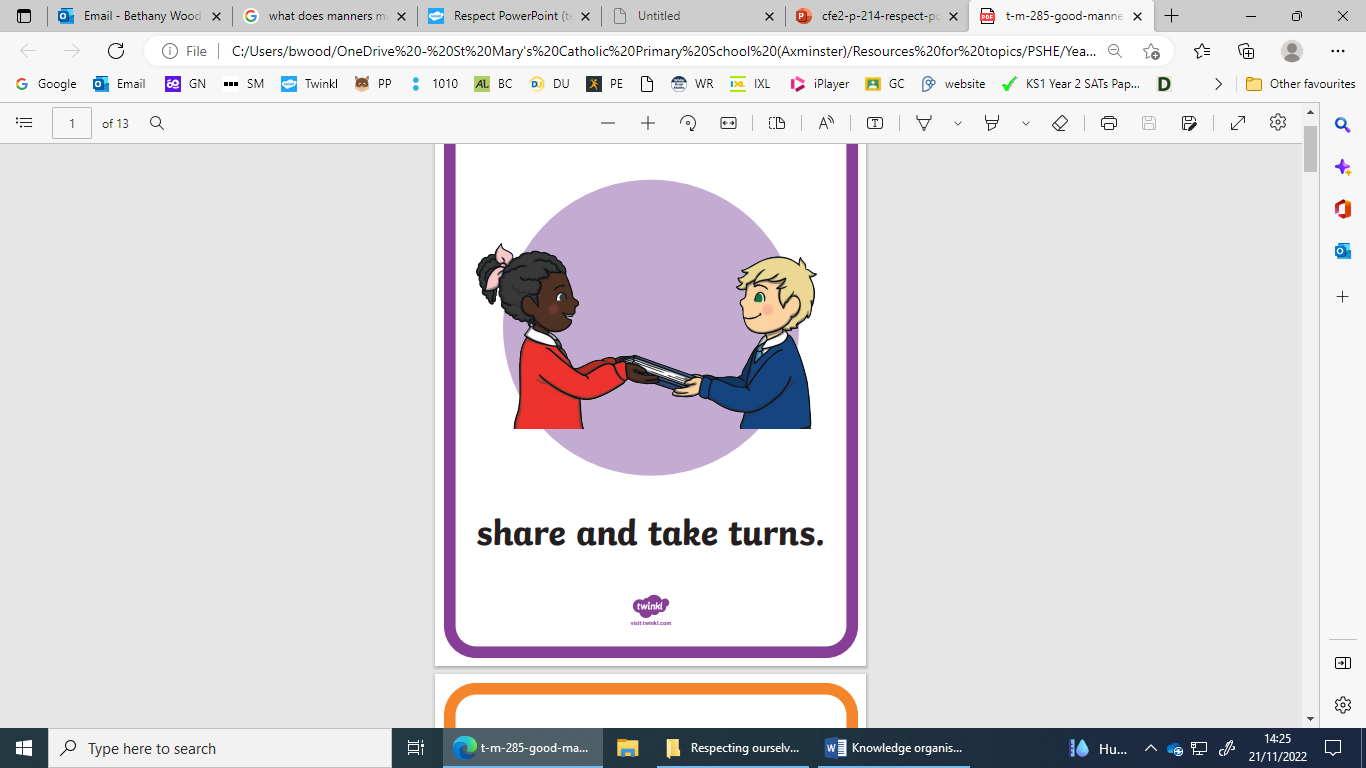 Email - Bethany Wood
what does manners m
Respect PowerPoint (t
Untitled
cfe2-p-214-respect-p
t-m-285-good-manne
File
C:/Users/bwood/OneDrive%20-%20St%20Mary's%20Catholic%20Primary%20School%20(Axminster)/Resources%20for%20topics/PSHE/Yea...
Google
Email
GN
SM
Twinkl
PP
1010
BC
DU
PE
WR
IXL
iPlayer
GC
website
KS1 Year 2 SATs Pap...
Other favourites
1
of 13
share and take turns.
twinkl
visit twinkl.com
Type here to search
t-m-285-good-ma...
Respecting ourselv...
Knowledge organis...
Hu...
14:25
21/11/2022